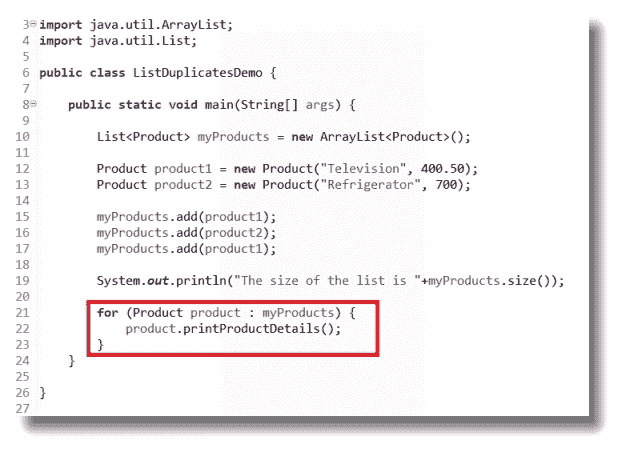 3 import java.util.ArrayList;
4 import java.util.List;
5
6 public class ListDuplicatesDemo {
7
8     public static void main(String[] args) {
9
10         List<Product> myProducts = new ArrayList<Product>();
11
12         Product product1 = new Product("Television", 400.50);
13         Product product2 = new Product("Refrigerator", 700);
14
15         myProducts.add(product1);
16         myProducts.add(product2);
17         myProducts.add(product1);
18
19         System.out.println("The size of the list is "+myProducts.size());
20
21         for (Product product : myProducts) {
22             product.printProductDetails();
23         }
24     }
25
26 }
27